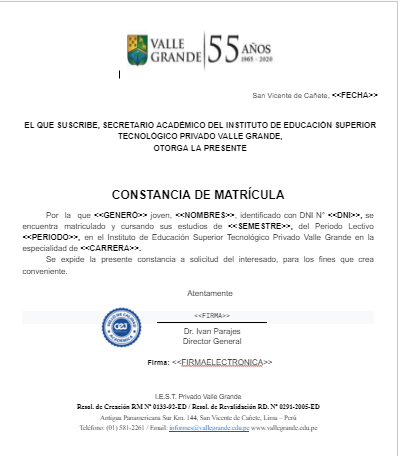 VALLE GRANDE 55 AÑOS
1965 - 2020
San Vicente de Cañete, <<FECHA>>
EL QUE SUSCRIBE, SECRETARIO ACADÉMICO DEL INSTITUTO DE EDUCACIÓN SUPERIOR
TECNOLÓGICO PRIVADO VALLE GRANDE,
OTORGA LA PRESENTE
CONSTANCIA DE MATRÍCULA
Por la que <<GENERO>> joven, <<NOMBRES>>, identificado con DNI N° <<DNI>>, se
encuentra matriculado y cursando sus estudios de <<SEMESTRE>>, del Periodo Lectivo
<<PERIODO>>, en el Instituto de Educación Superior Tecnológico Privado Valle Grande en la
especialidad de <<CARRERA>>.
Se expide la presente constancia a solicitud del interesado, para los fines que crea
conveniente.
Atentamente
<<FIRMA>>
Dr. Ivan Parajes
Director General
Firma: <<FIRMAELECTRONICA>>
I.E.S.T. Privado Valle Grande
Resol. de Creación RM Nº 0133-92-ED / Resol. de Revalidación RD. Nº 0291-2005-ED
Antigua Panamericana Sur Km. 144, San Vicente de Cañete, Lima – Perú
Teléfono: (01) 581-2261 / Email: informes@vallegrande.edu.pe www.vallegrande.edu.pe